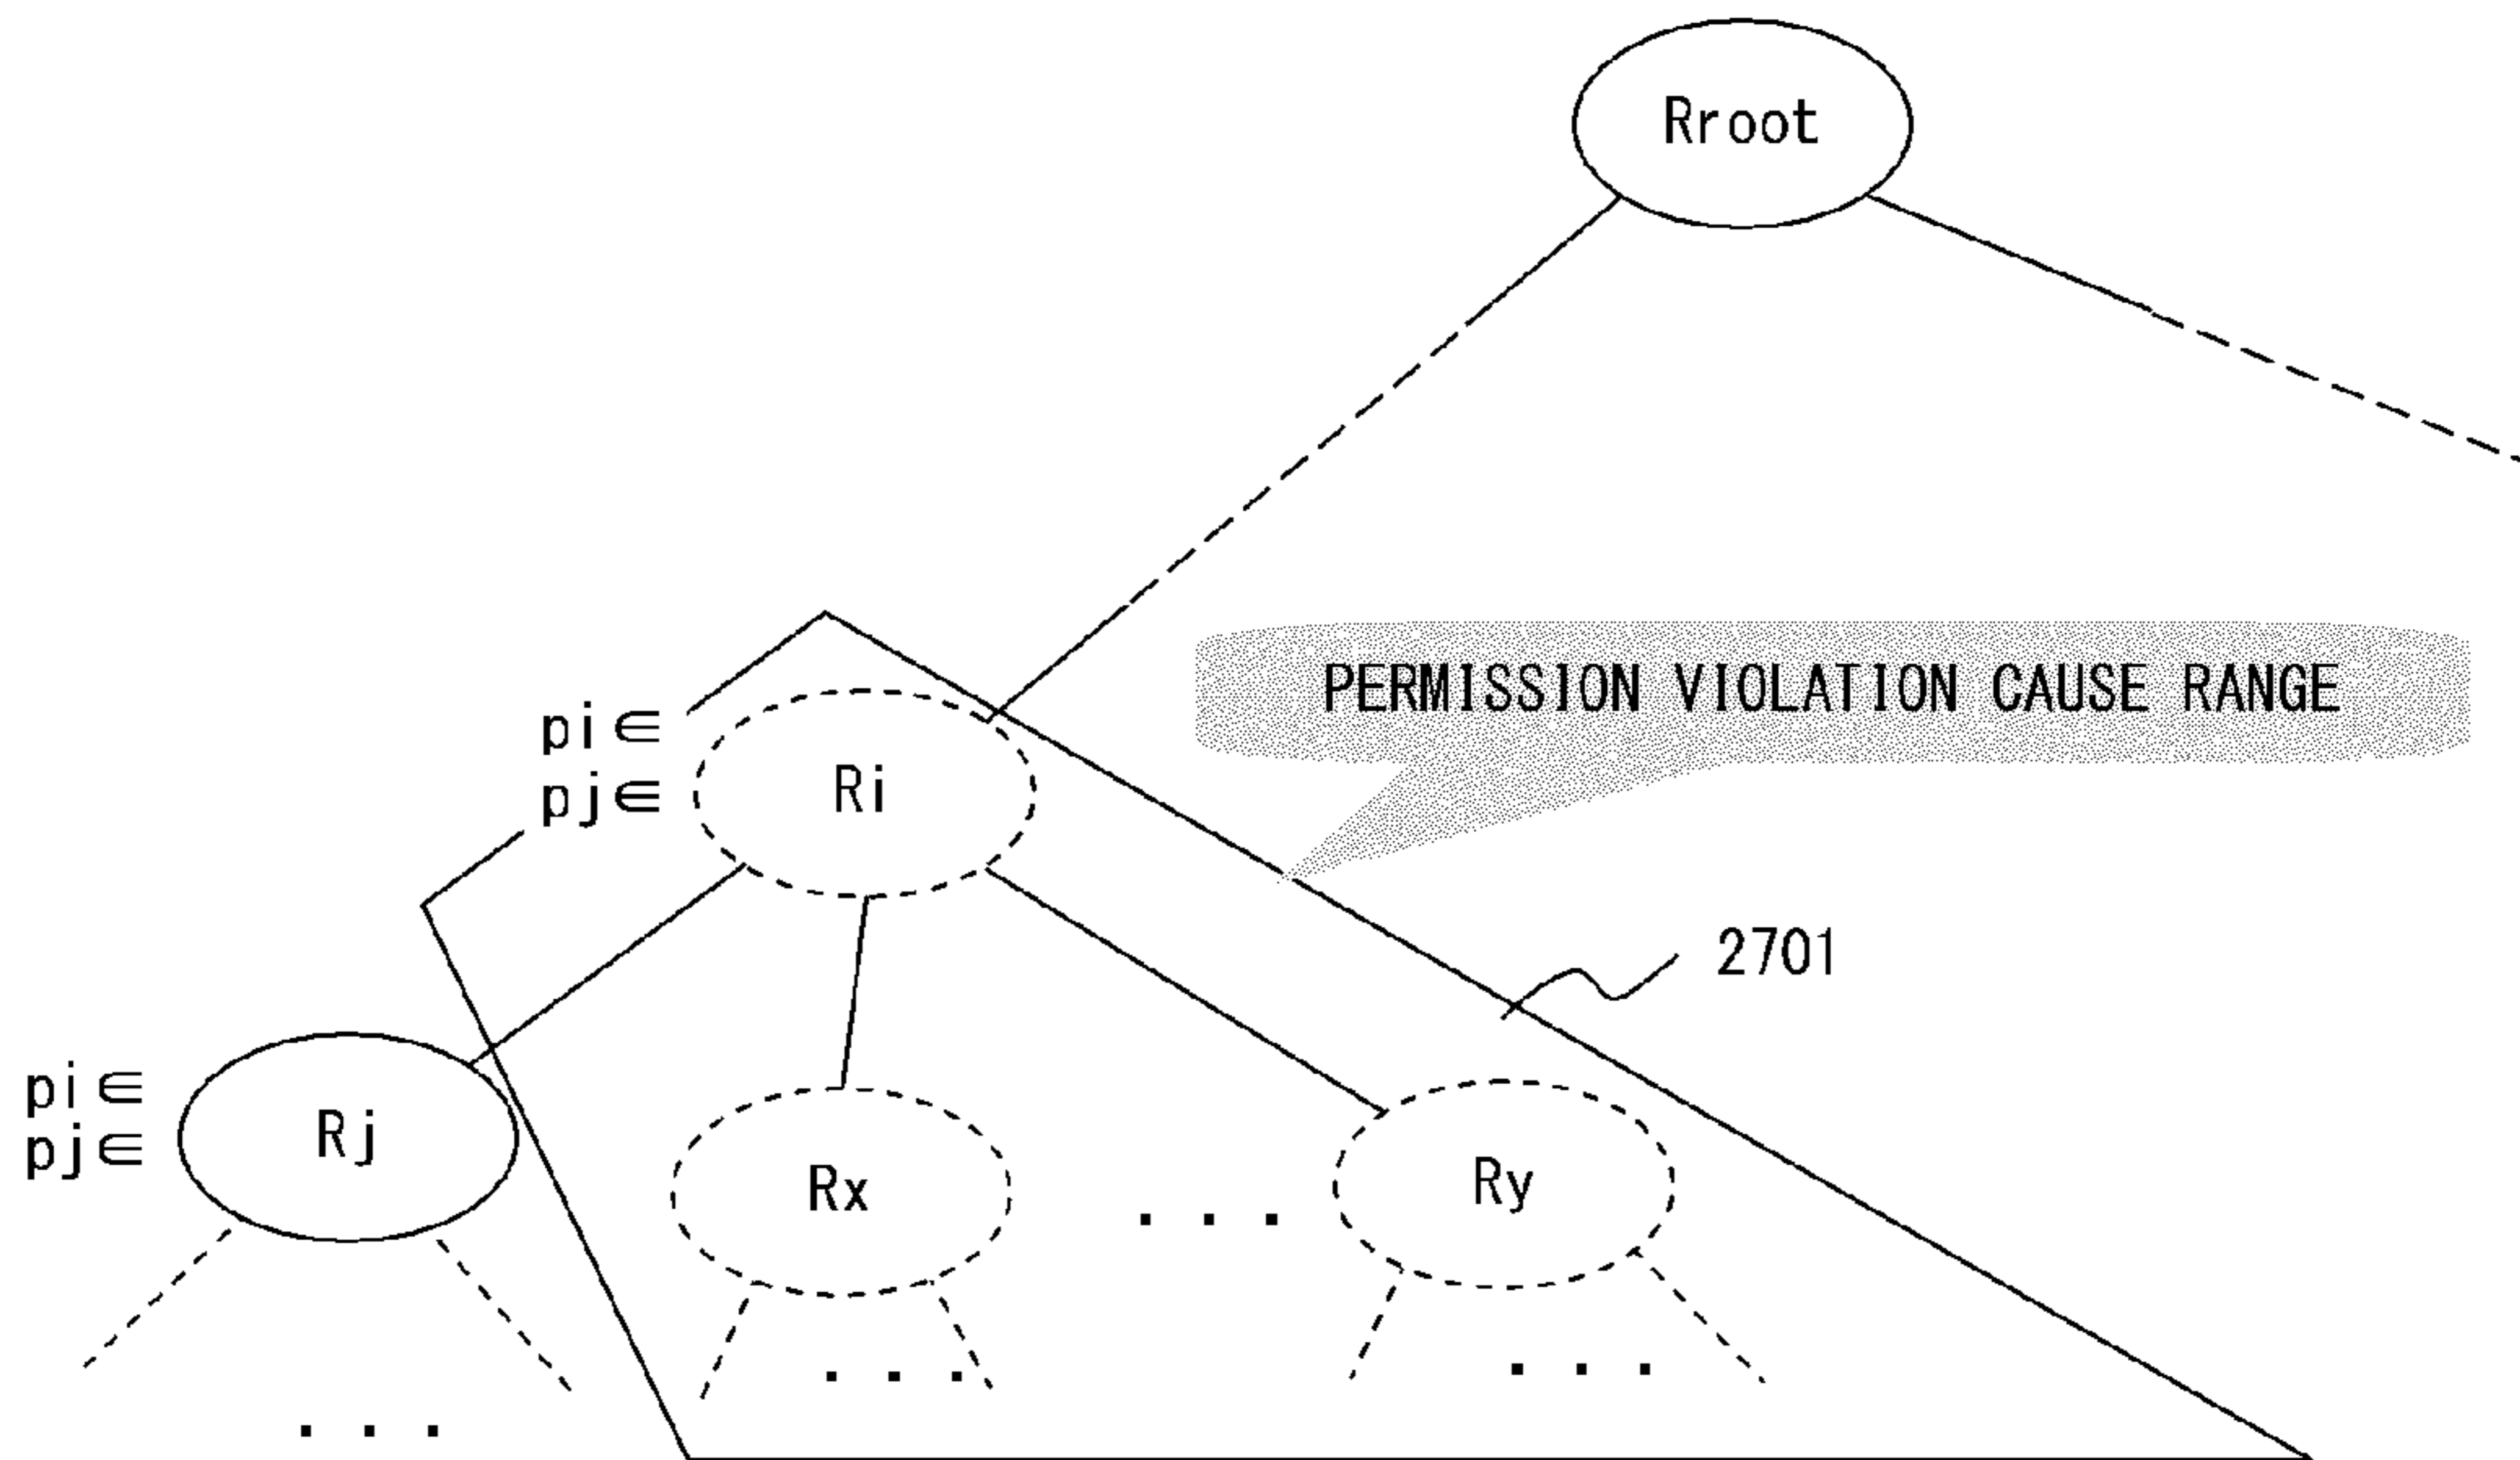 Rroot
PERMISSION VIOLATION CAUSE RANGE
pi∈
pj∈
Ri
2701
pi∈
pj∈
Rj
Rx
. . .
Ry
. . .
. . .
. . .